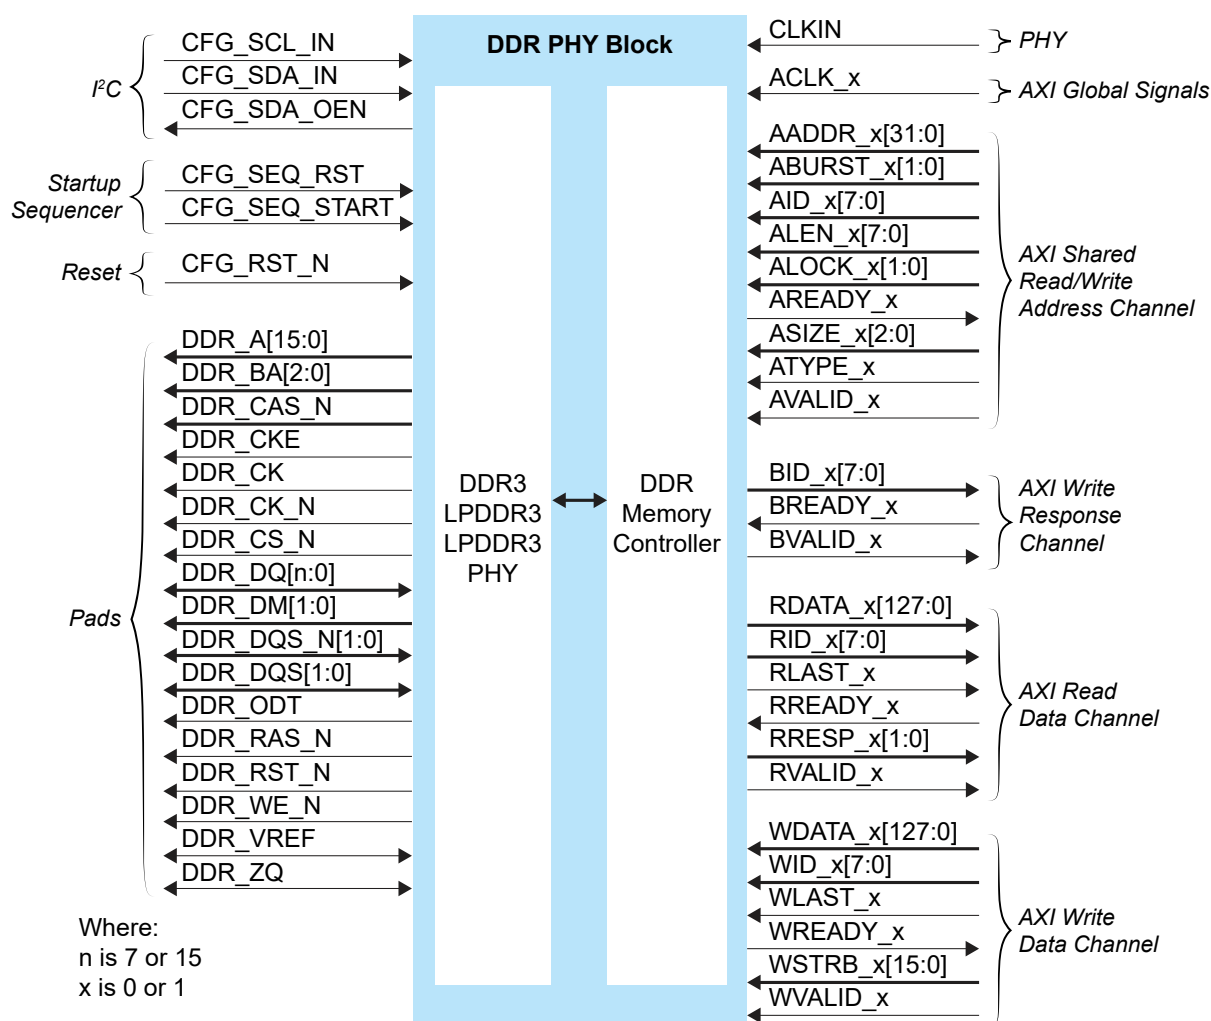 CFG_SCL_IN
CFG_SDA_IN
CFG_SDA_OEN
I²C
CFG_SEQ_RST
CFG_SEQ_START
Startup
Sequencer
CFG_RST_N
Reset
DDR_A[15:0]
DDR_BA[2:0]
DDR_CAS_N
DDR_CKE
DDR_CK
DDR_CK_N
DDR_CS_N
DDR_DQ[n:0]
DDR_DM[1:0]
DDR_DQS_N[1:0]
DDR_DQS[1:0]
DDR_ODT
DDR_RAS_N
DDR_RST_N
DDR_WE_N
DDR_VREF
DDR_ZQ
Pads
Where:
n is 7 or 15
x is 0 or 1
DDR PHY Block
DDR3
LPDDR3
LPDDR3
PHY
DDR
Memory
Controller
CLKIN
PHY
ACLK_x
AXI Global Signals
AADDR_x[31:0]
ABURST_x[1:0]
AID_x[7:0]
ALEN_x[7:0]
ALOCK_x[1:0]
AREADY_x
ASIZE_x[2:0]
ATYPE_x
AVALID_x
AXI Shared
Read/Write
Address Channel
BID_x[7:0]
BREADY_x
BVALID_x
AXI Write
Response
Channel
RDATA_x[127:0]
RID_x[7:0]
RLAST_x
RREADY_x
RRESP_x[1:0]
RVALID_x
AXI Read
Data Channel
WDATA_x[127:0]
WID_x[7:0]
WLAST_x
WREADY_x
WSTRB_x[15:0]
WVALID_x
AXI Write
Data Channel